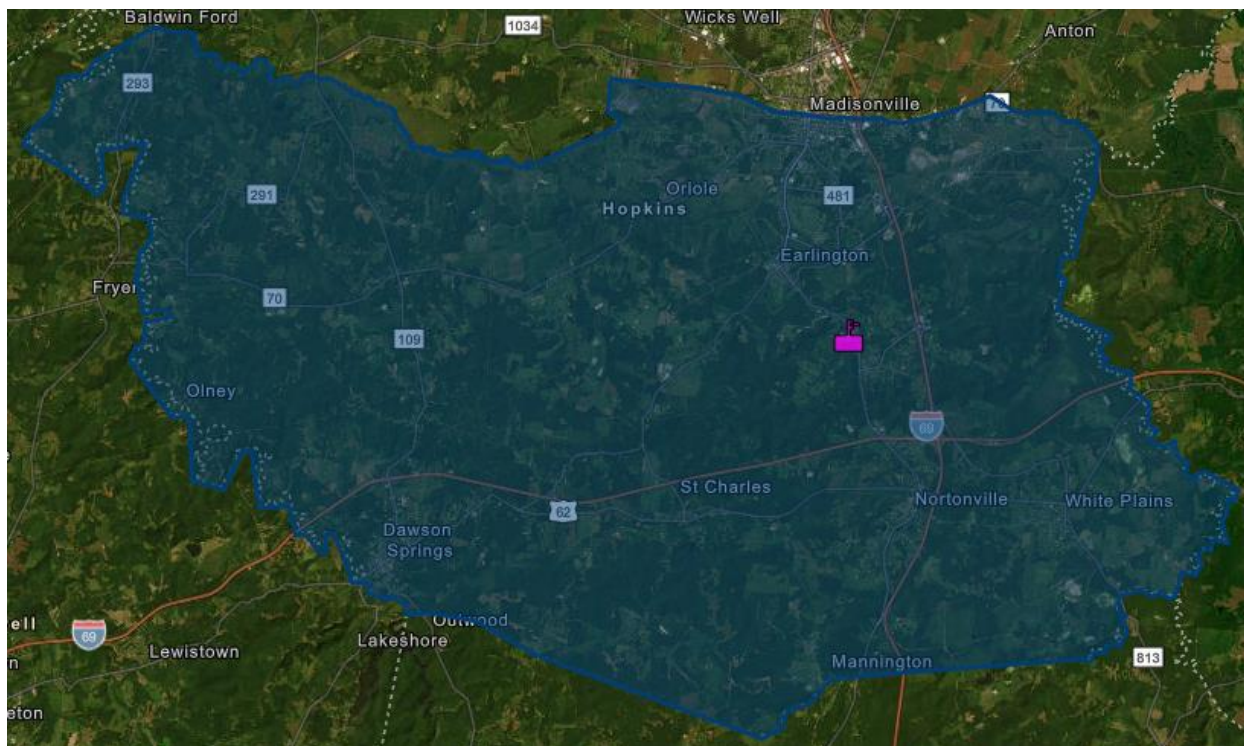 Baldwin Ford
1034
Wicks Well
Anton
293
Madisonville
70
291
Oriole
481
Hopkins
Earlington
Fryer
70
109
Olney
69
St Charles
62
Nortonville
White Plains
Dawson
Springs
Outwood
ell
69
Lakeshore
Lewistown
Mannington
813
eton